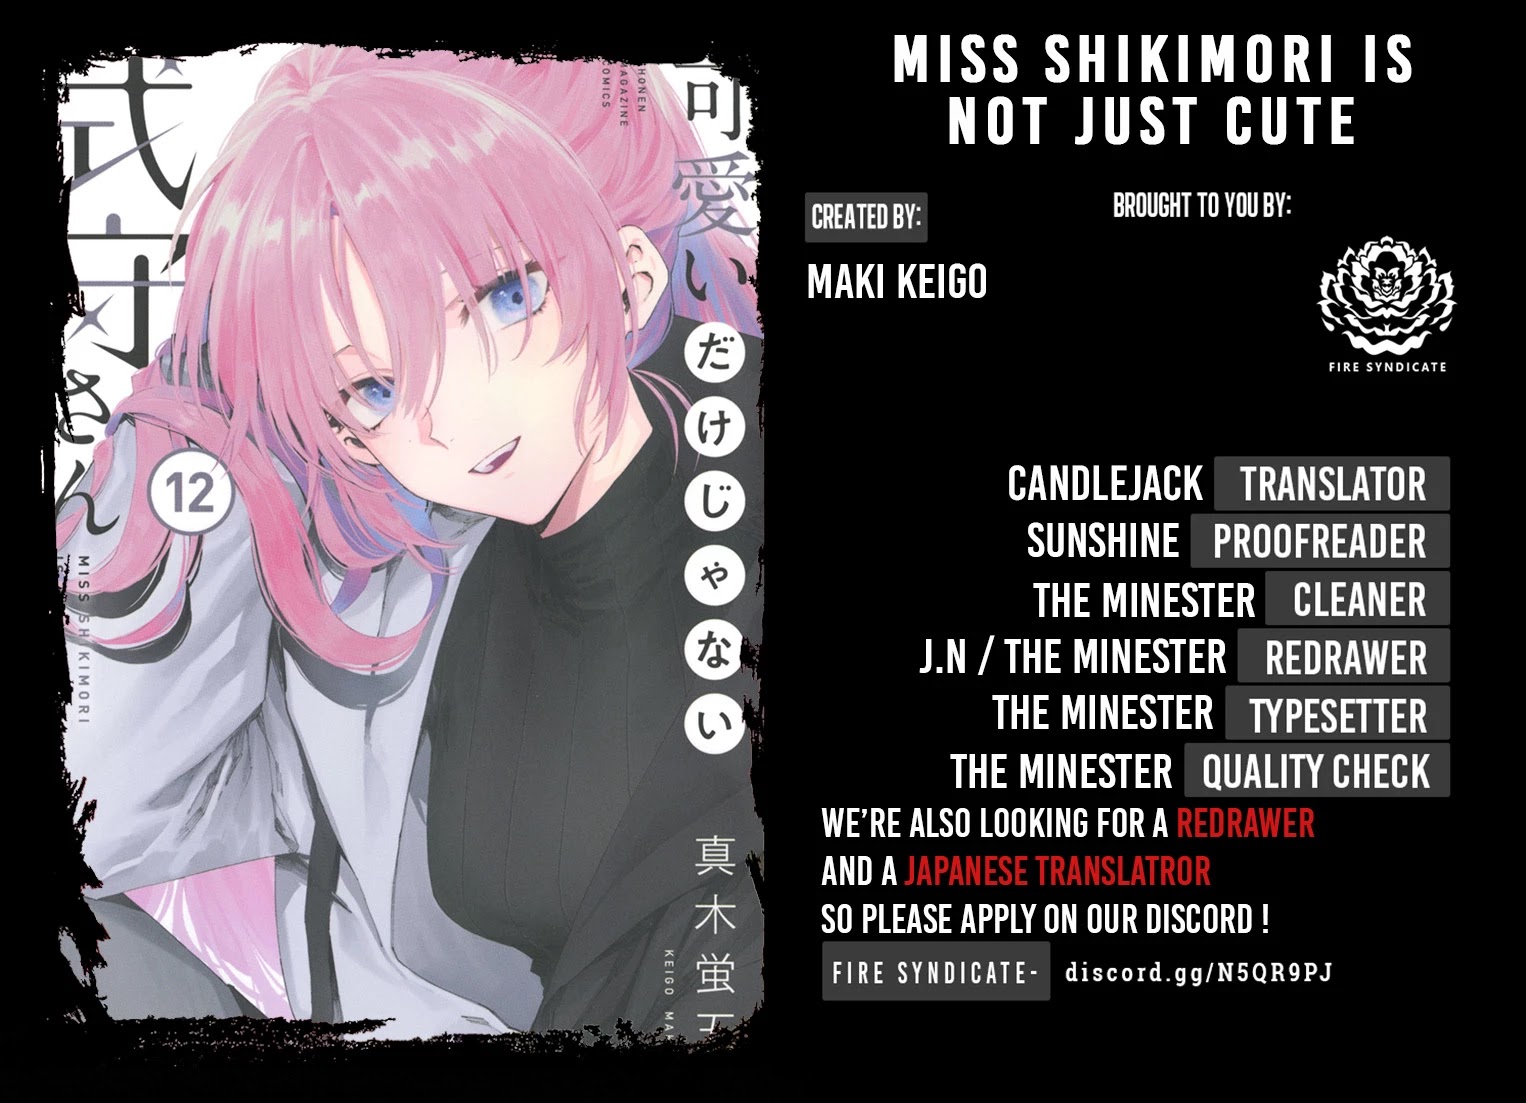 MISS SHIKIMORI IS
NOT JUST CUTE
CREATED BY:
MAKI KEIGO
BROUGHT TO YOU BY:
FIRE SYNDICATE
CANDLEJACK TRANSLATOR
SUNSHINE PROOFREADER
THE MINESTER CLEANER
J.N / THE MINESTER REDRAWER
THE MINESTER TYPESETTER
THE MINESTER QUALITY CHECK
WE'RE ALSO LOOKING FOR A REDRAWER
AND A JAPANESE TRANSLATROR
SO PLEASE APPLY ON OUR DISCORD !
FIRE SYNDICATE- discord.gg/N5QR9PJ
可愛い
だけじゃない
式守さん
12
MISS SHIKIMORI
真木蛍五
KEIGO